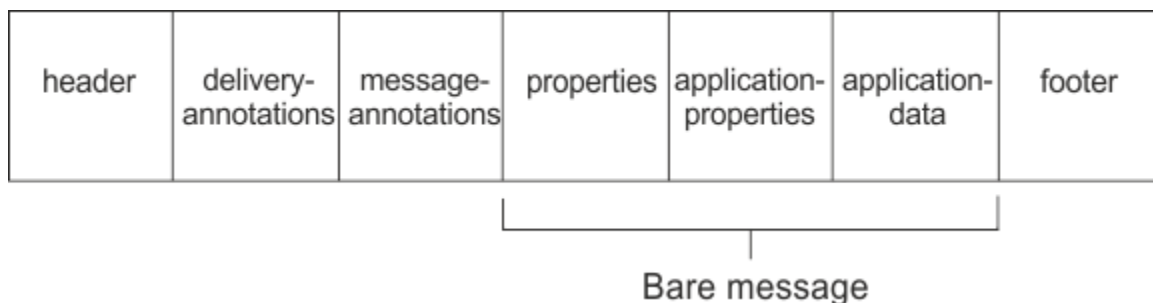 header
delivery-
annotations
message-
annotations
properties
application-
properties
application-
data
footer
Bare message